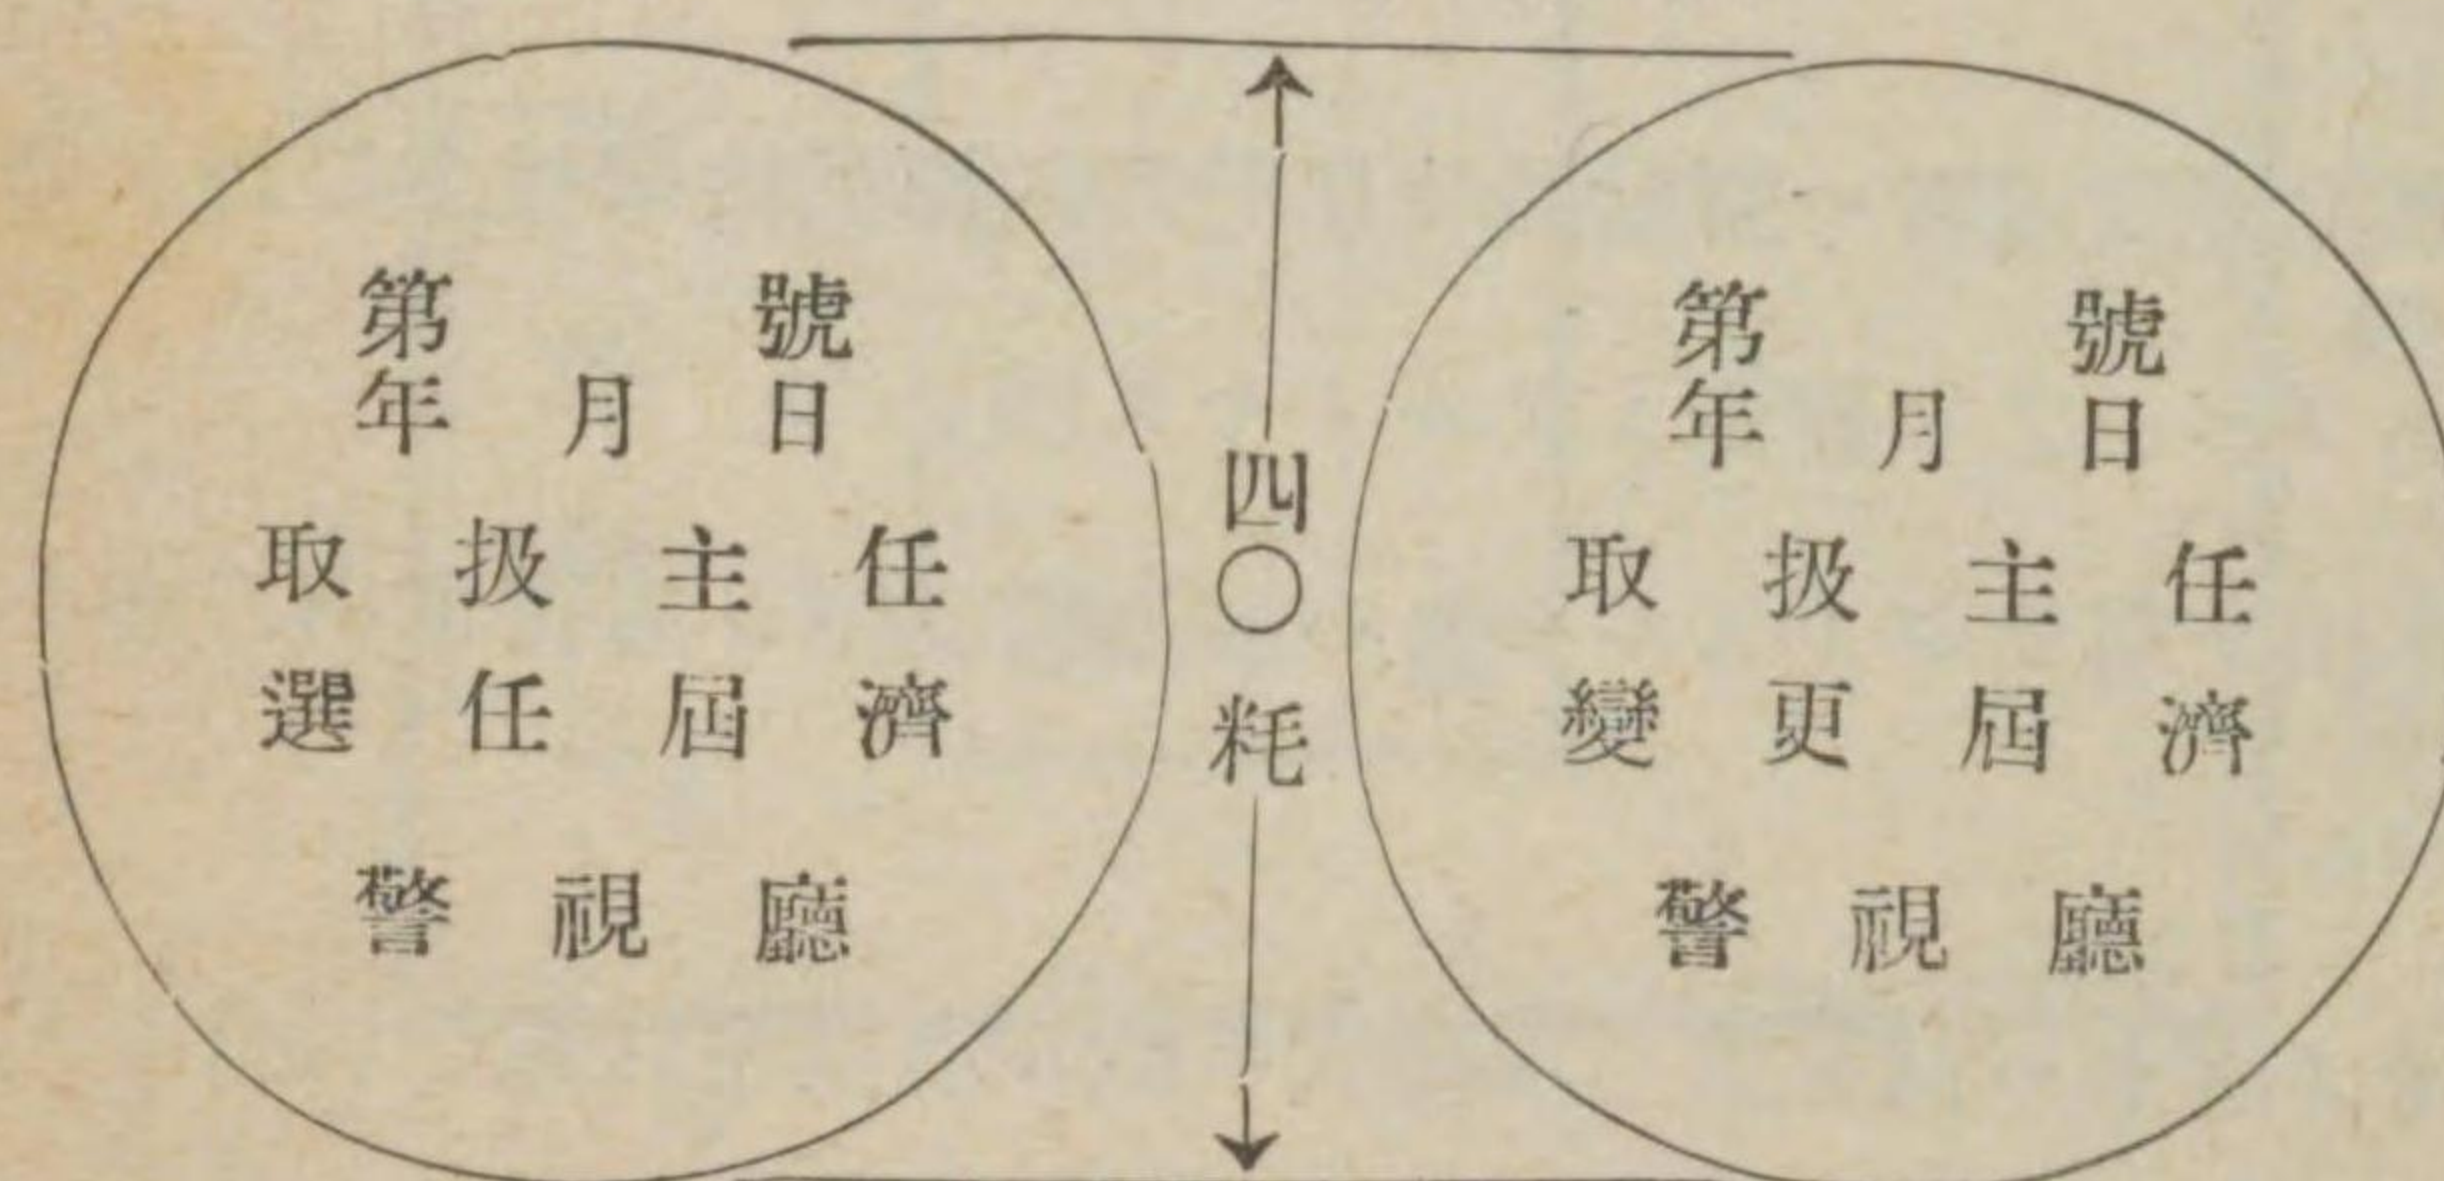 第 號
年 月 日
取扱主任
選任屆濟
警視廳
四〇粍
第 號
年 月 日
取扱主任
變更屆濟
警視廳